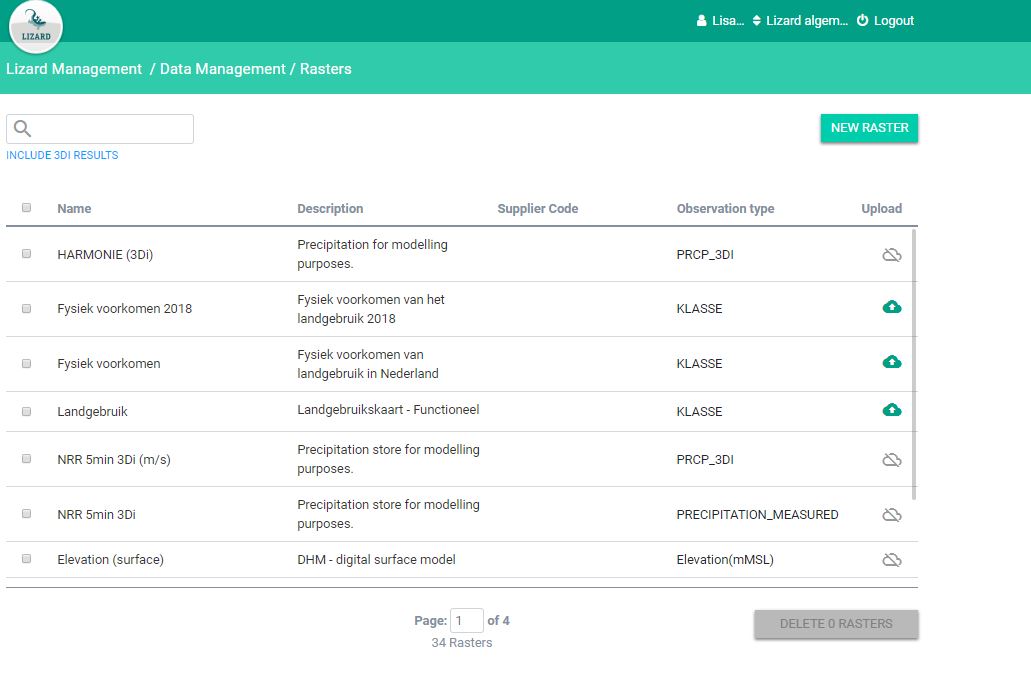 LIZARD
Lisa... Lizard algem... Logout
Lizard Management / Data Management / Rasters
NEW RASTER
INCLUDE 3DI RESULTS
Name Description Supplier Code Observation type Upload
HARMONIE (3Di) Precipitation for modelling purposes. PRCP_3DI
Fysiek voorkomen 2018 Fysiek voorkomen van het landgebruik 2018 KLASSE
Fysiek voorkomen Fysiek voorkomen van landgebruik in Nederland KLASSE
Landgebruik Landgebruikskaart - Functioneel KLASSE
NRR 5min 3Di (m/s) Precipitation store for modelling purposes. PRCP_3DI
NRR 5min 3Di Precipitation store for modelling purposes. PRECIPITATION_MEASURED
Elevation (surface) DHM - digital surface model Elevation(mMSL)
Page: 1 of 4
34 Rasters
DELETE 0 RASTERS